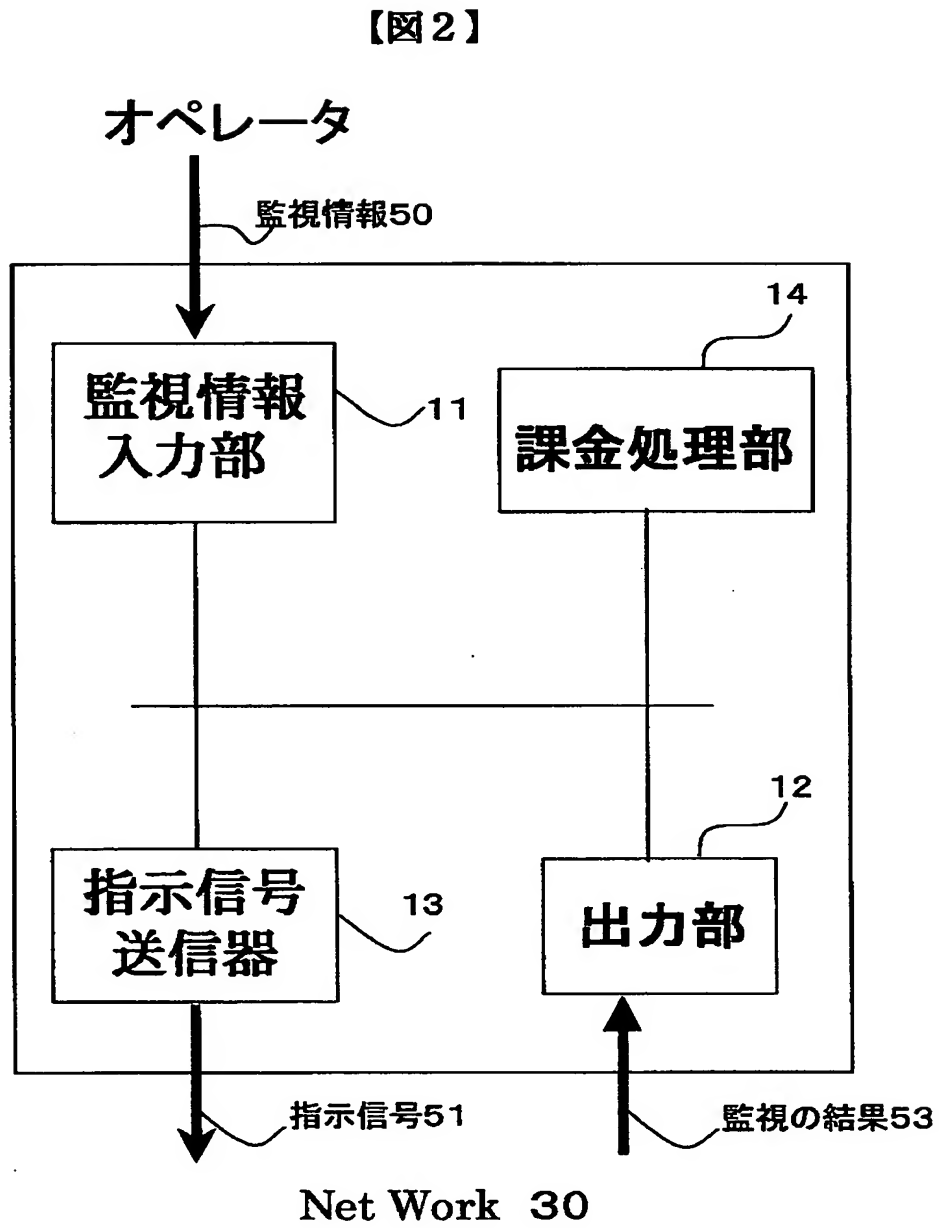 【図2】
オペレータ
監視情報50
14
監視情報
入力部
11
課金処理部
12
指示信号
送信器
13
出力部
指示信号51
監視の結果53
Net Work 30